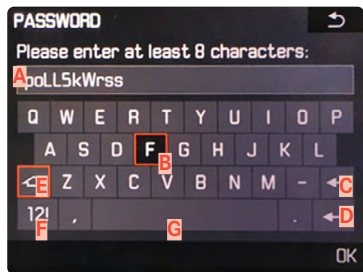 PASSWORD
Please enter at least 8 characters:
A poLL5kWrss
Q W E R T Y U I O P
A S D F G H J K L
B
E Z X C V B N M - C
12! , . D
F G
OK